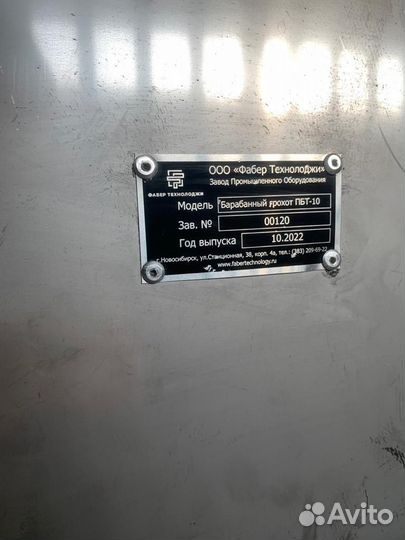 ООО «Фабер Технолоджи»
Завод Промышленного Оборудования
ФАБЕР ТЕХНОЛОДЖИ
Модель Барабанный грохот ПБТ-10
Зав. № 00120
Год выпуска 10.2022
г.Новосибирск, ул.Станционная, 38, корп. 4а, тел.: (383) 209-69-22
www.fabertechnology.ru
Avito